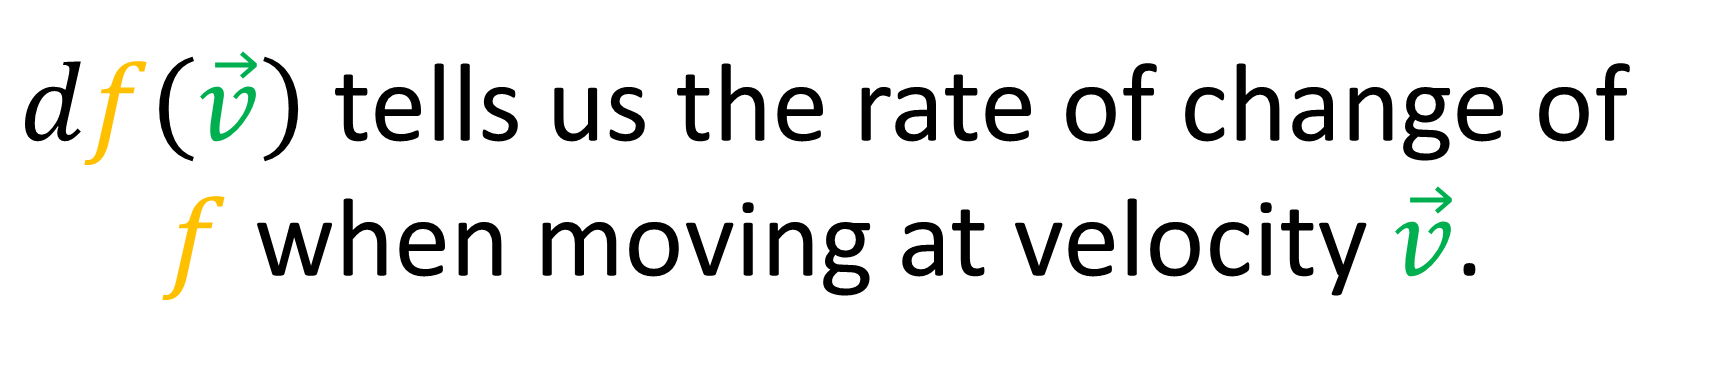 𝑑𝑓(𝑣⃗) tells us the rate of change of
𝑓 when moving at velocity 𝑣⃗.